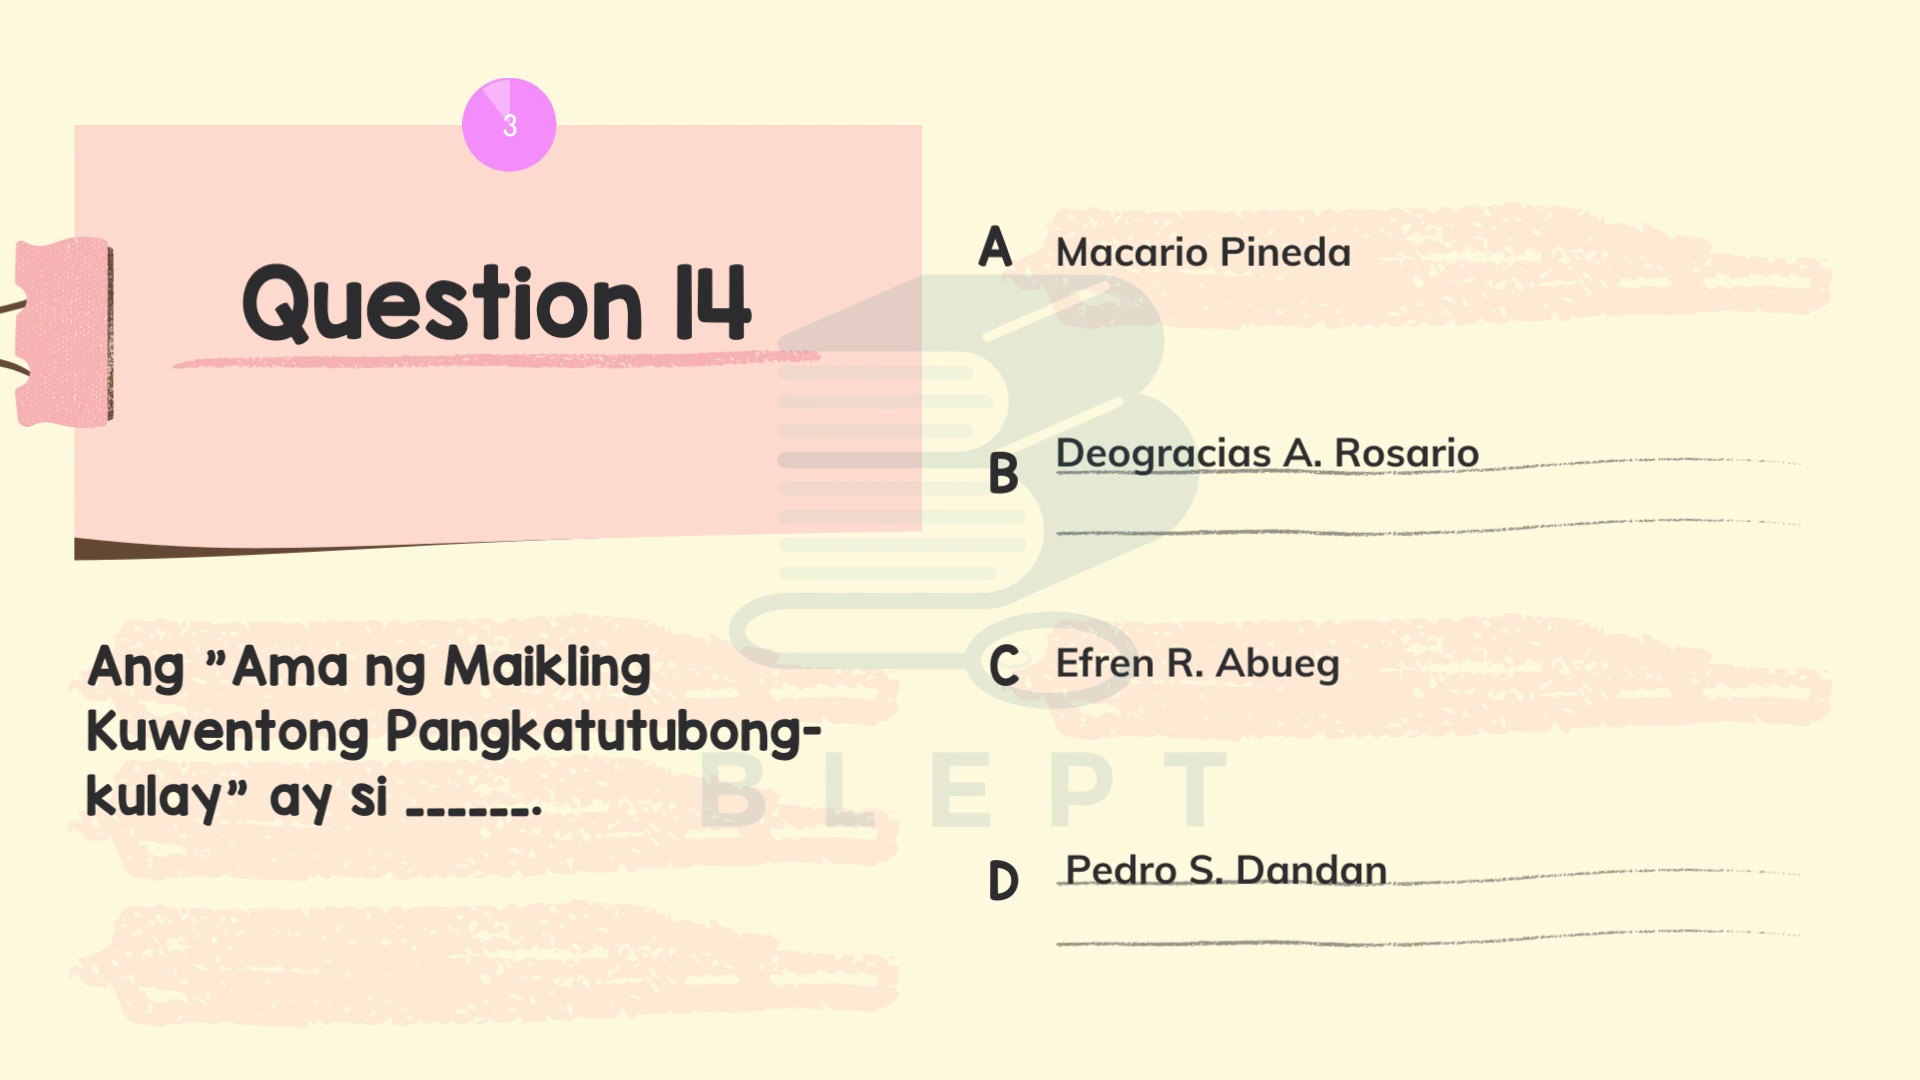 3
Question 14
Ang ”Ama ng Maikling
Kuwentong Pangkatutubong-
kulay” ay si ______.
A Macario Pineda
B Deogracias A. Rosario
C Efren R. Abueg
D Pedro S. Dandan
BLEPT